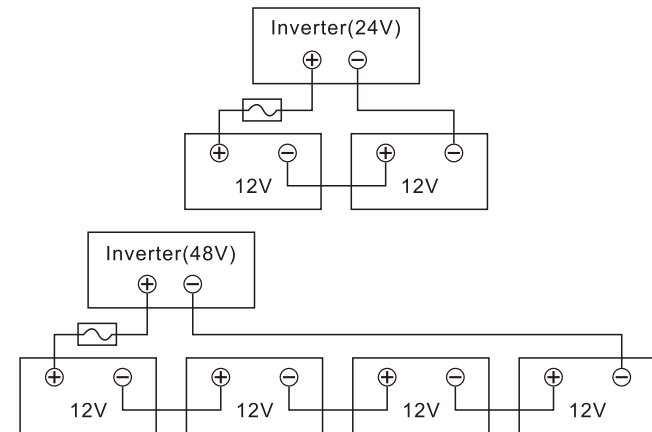 Inverter(24V)
+ −
+ − + −
12V 12V
Inverter(48V)
+ −
+ − + − + − + −
12V 12V 12V 12V